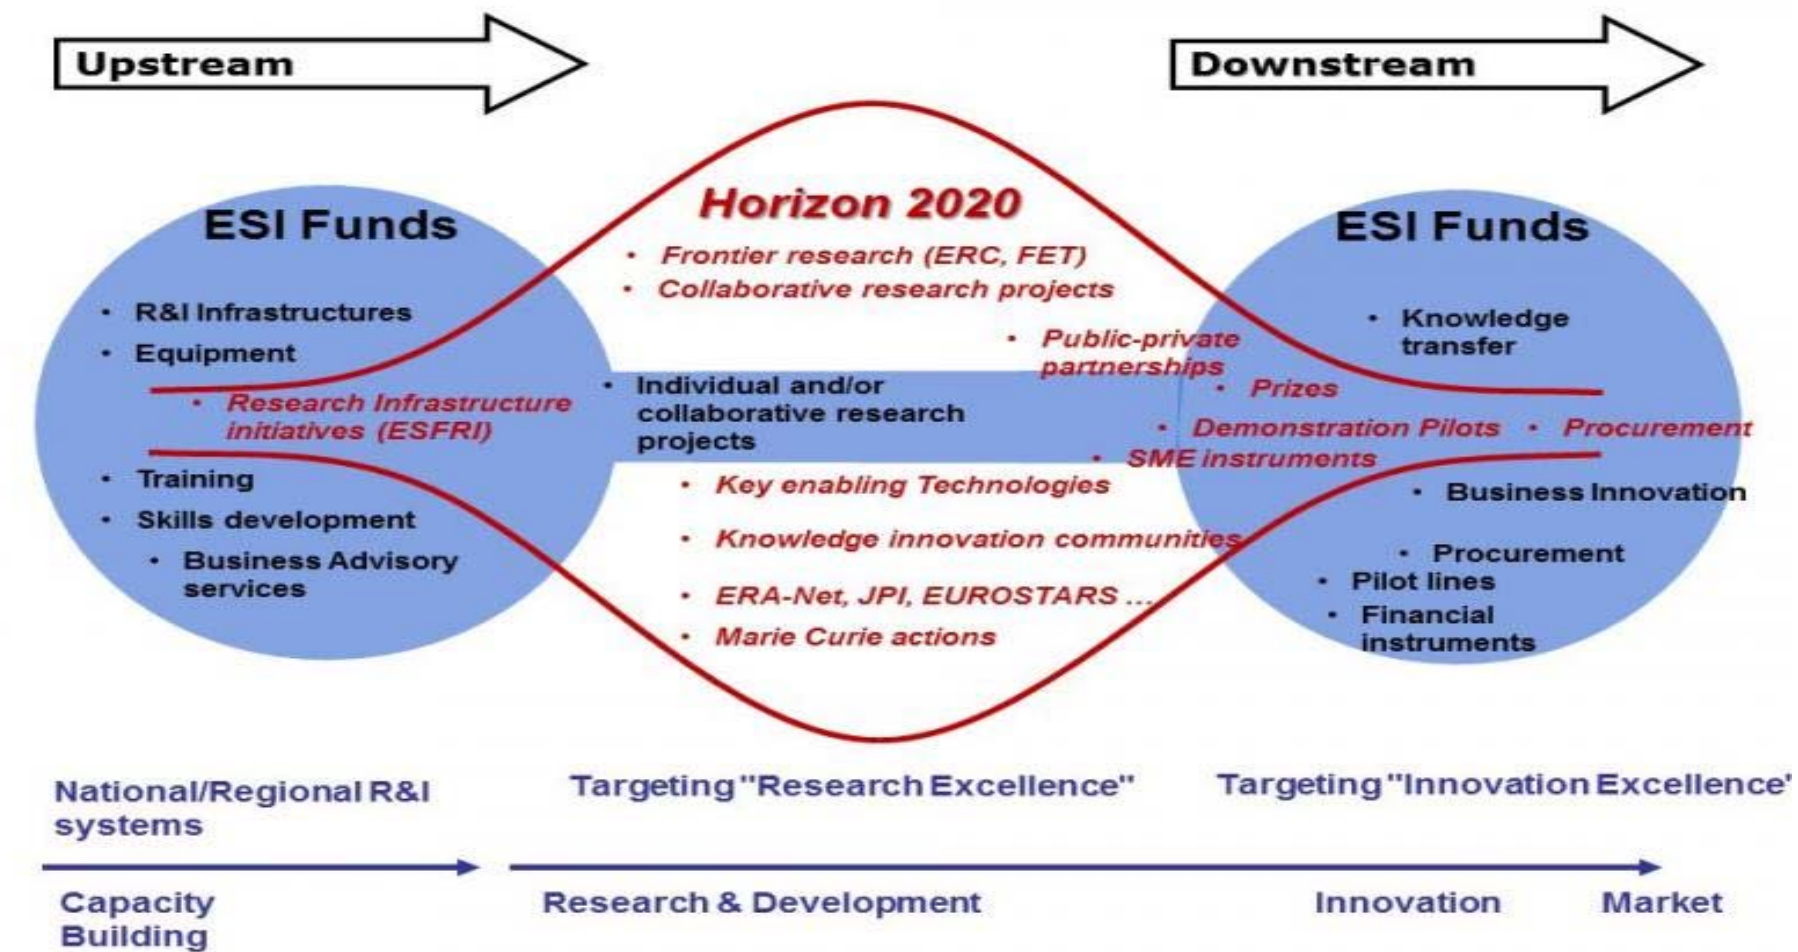 Upstream
Downstream
Horizon 2020
• Frontier research (ERC, FET)
• Collaborative research projects
• Public-private
partnerships
ESI Funds
• R&I Infrastructures
• Equipment
• Research Infrastructure
initiatives (ESFRI)
• Training
• Skills development
• Business Advisory
services
• Individual and/or
collaborative research
projects
• Key enabling Technologies
• Knowledge innovation communities
• ERA-Net, JPI, EUROSTARS ...
• Marie Curie actions
ESI Funds
• Knowledge
transfer
• Prizes
• Demonstration Pilots • Procurement
• SME instruments
• Business Innovation
• Procurement
• Pilot lines
• Financial
instruments
National/Regional R&I
systems
Targeting "Research Excellence"
Targeting "Innovation Excellence'
Capacity
Building
Research & Development
Innovation
Market